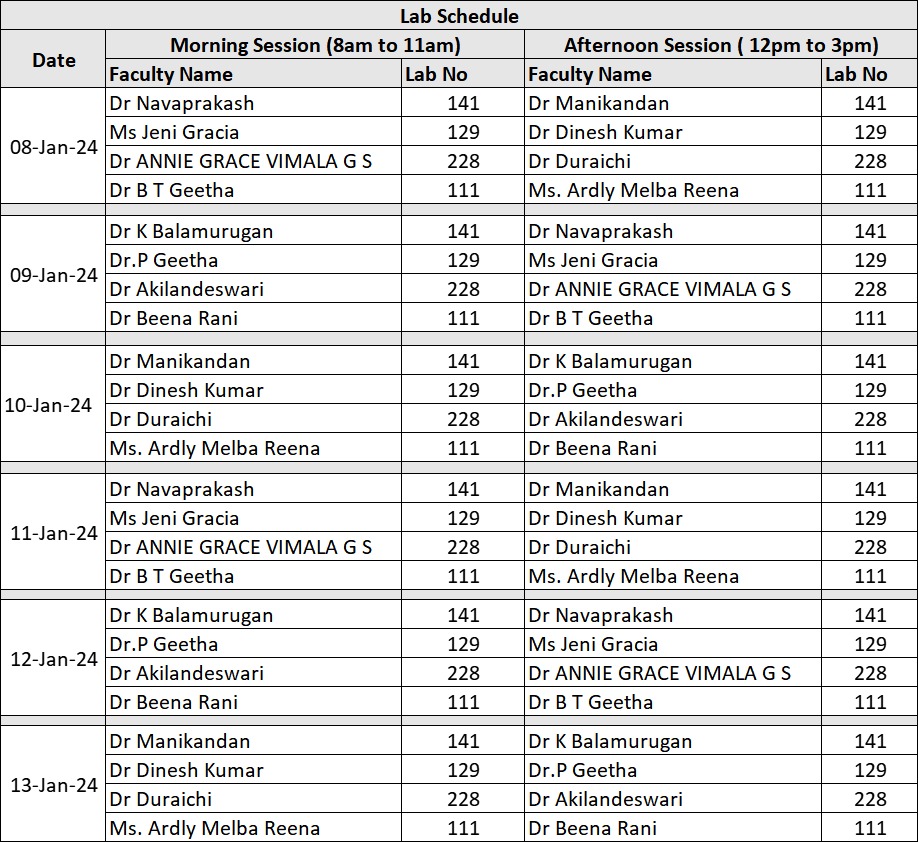 Lab Schedule
Date Morning Session (8am to 11am) Afternoon Session ( 12pm to 3pm)
Faculty Name Lab No Faculty Name Lab No
08-Jan-24
Dr Navaprakash 141 Dr Manikandan 141
Ms Jeni Gracia 129 Dr Dinesh Kumar 129
Dr ANNIE GRACE VIMALA G S 228 Dr Duraichi 228
Dr B T Geetha 111 Ms. Ardly Melba Reena 111
09-Jan-24
Dr K Balamurugan 141 Dr Navaprakash 141
Dr.P Geetha 129 Ms Jeni Gracia 129
Dr Akilandeswari 228 Dr ANNIE GRACE VIMALA G S 228
Dr Beena Rani 111 Dr B T Geetha 111
10-Jan-24
Dr Manikandan 141 Dr K Balamurugan 141
Dr Dinesh Kumar 129 Dr.P Geetha 129
Dr Duraichi 228 Dr Akilandeswari 228
Ms. Ardly Melba Reena 111 Dr Beena Rani 111
11-Jan-24
Dr Navaprakash 141 Dr Manikandan 141
Ms Jeni Gracia 129 Dr Dinesh Kumar 129
Dr ANNIE GRACE VIMALA G S 228 Dr Duraichi 228
Dr B T Geetha 111 Ms. Ardly Melba Reena 111
12-Jan-24
Dr K Balamurugan 141 Dr Navaprakash 141
Dr.P Geetha 129 Ms Jeni Gracia 129
Dr Akilandeswari 228 Dr ANNIE GRACE VIMALA G S 228
Dr Beena Rani 111 Dr B T Geetha 111
13-Jan-24
Dr Manikandan 141 Dr K Balamurugan 141
Dr Dinesh Kumar 129 Dr.P Geetha 129
Dr Duraichi 228 Dr Akilandeswari 228
Ms. Ardly Melba Reena 111 Dr Beena Rani 111